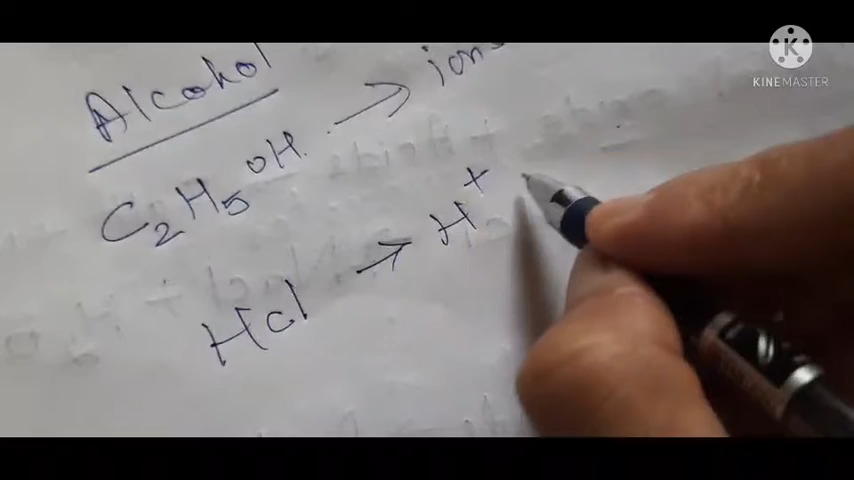 Alcohol
C2H5OH. → ions
Hcl → H+
KINEMASTER